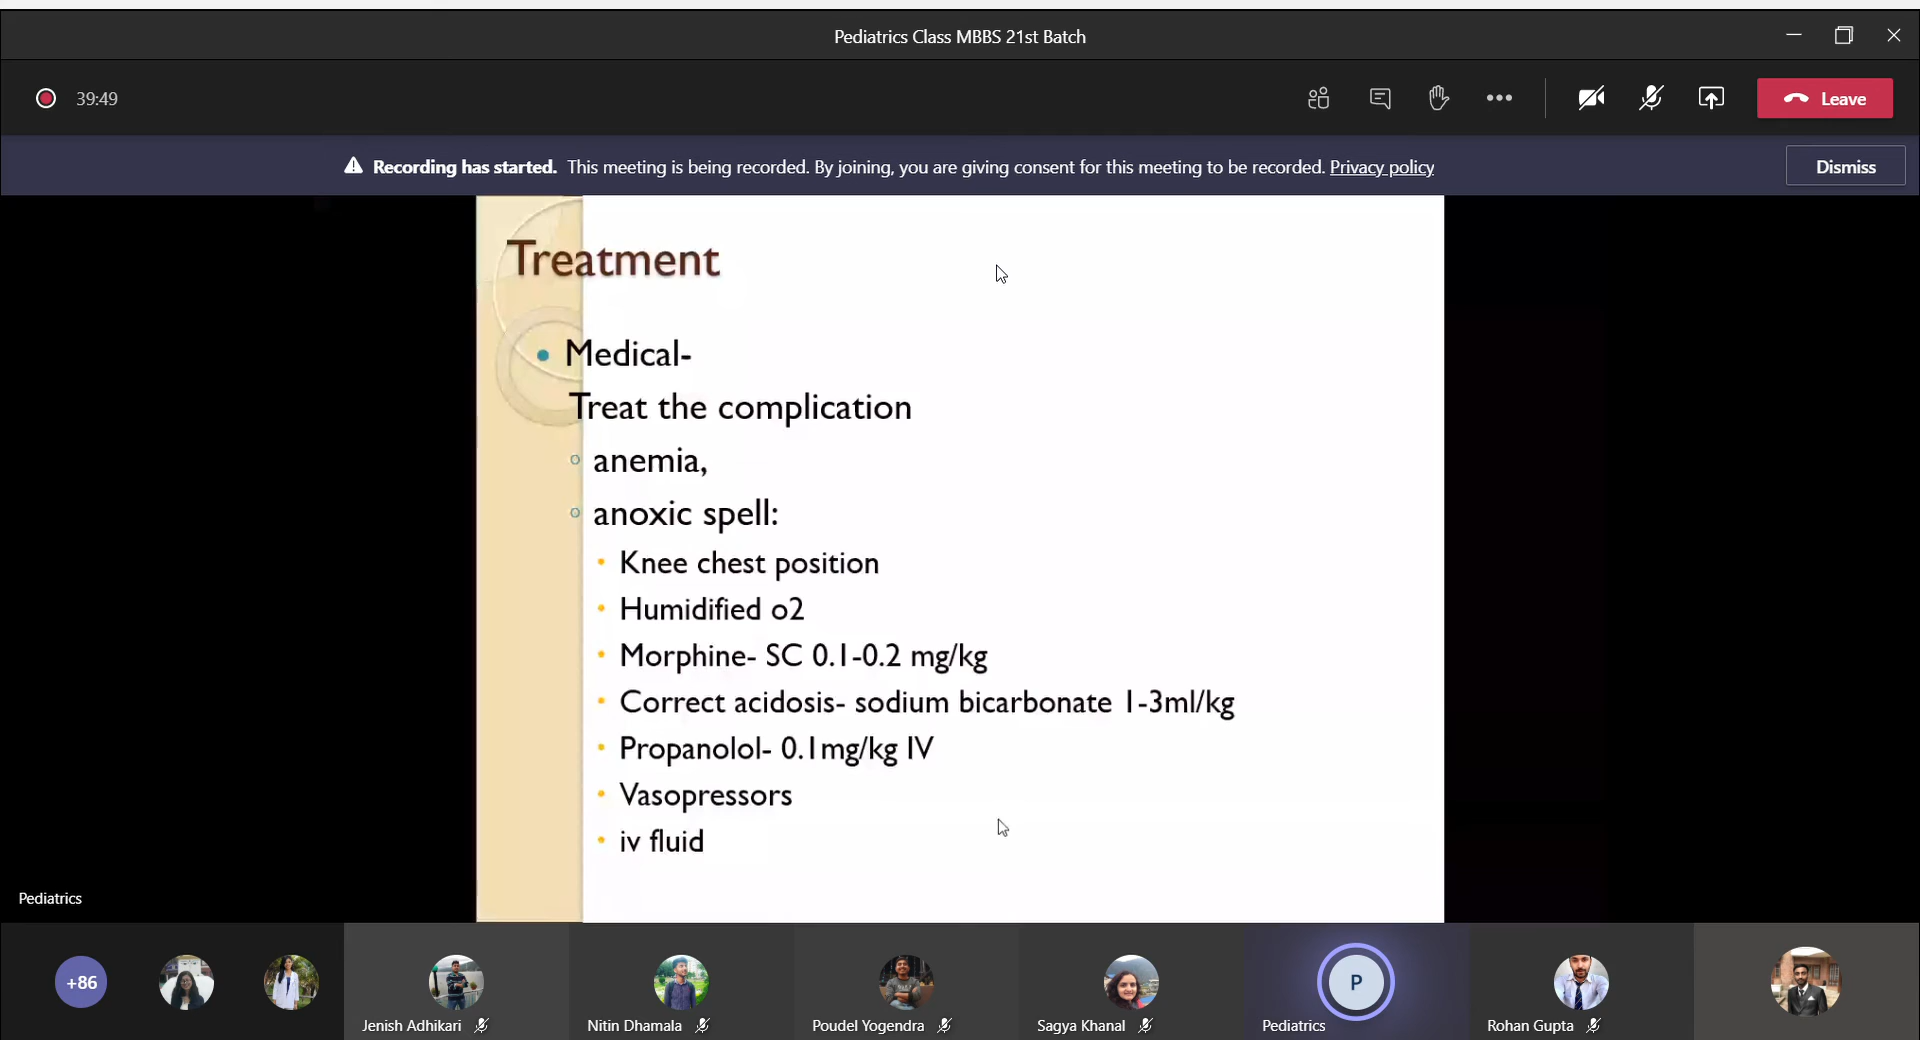 Pediatrics Class MBBS 21st Batch
39:49
Leave
Recording has started. This meeting is being recorded. By joining, you are giving consent for this meeting to be recorded. Privacy policy
Dismiss
Treatment
Medical-
Treat the complication
anemia,
anoxic spell:
Knee chest position
Humidified o2
Morphine- SC 0.1-0.2 mg/kg
Correct acidosis- sodium bicarbonate 1-3ml/kg
Propanolol- 0.1mg/kg IV
Vasopressors
iv fluid
Pediatrics
+86
P
Jenish Adhikari
Nitin Dhamala
Poudel Yogendra
Sagya Khanal
Pediatrics
Rohan Gupta